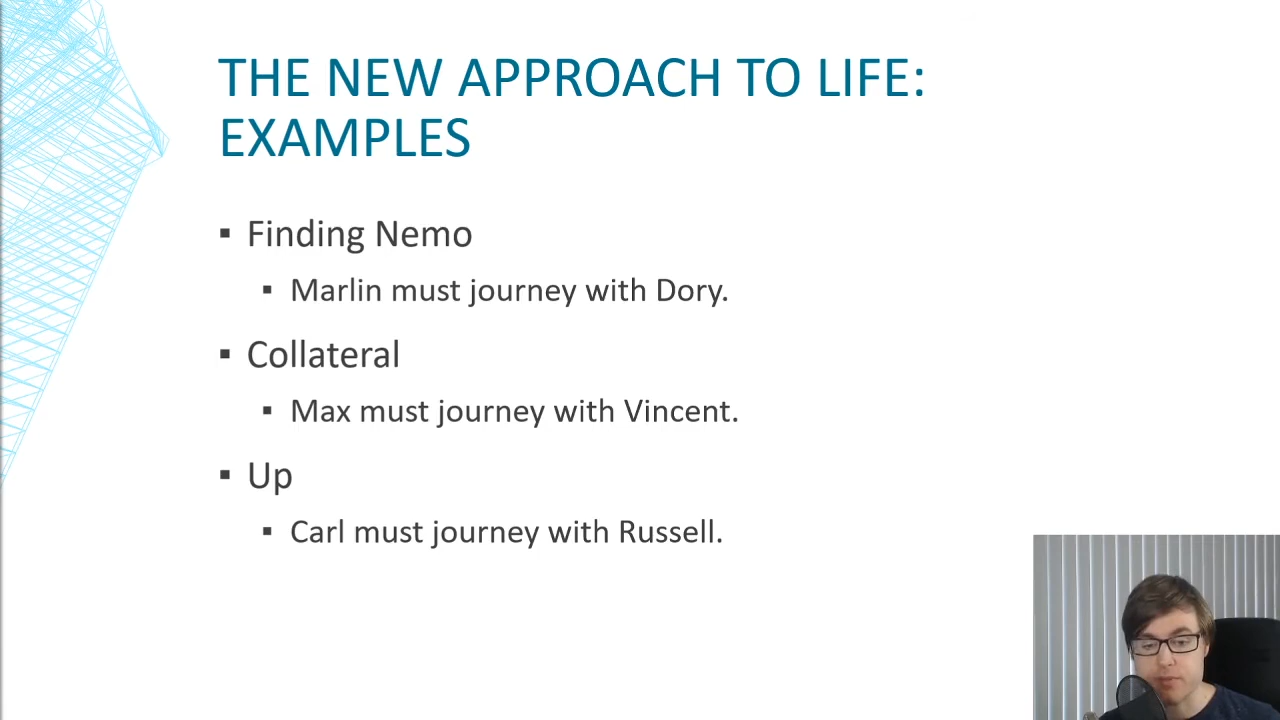 THE NEW APPROACH TO LIFE:
EXAMPLES
▪ Finding Nemo
▪ Marlin must journey with Dory.
▪ Collateral
▪ Max must journey with Vincent.
▪ Up
▪ Carl must journey with Russell.